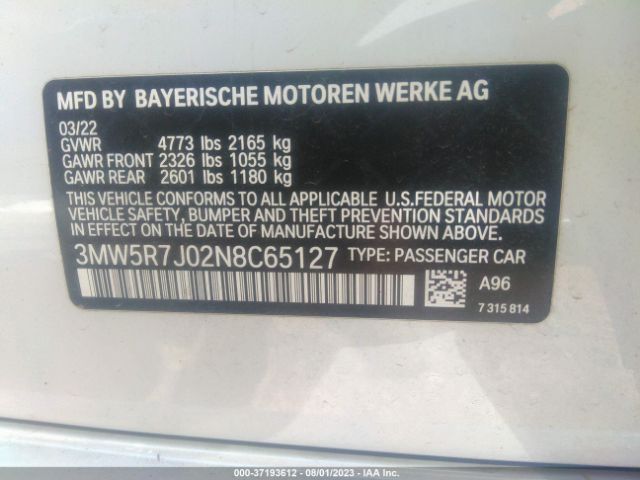 MFD BY BAYERISCHE MOTOREN WERKE AG
03/22
GVWR 4773 lbs 2165 kg
GAWR FRONT 2326 lbs 1055 kg
GAWR REAR 2601 lbs 1180 kg
THIS VEHICLE CONFORMS TO ALL APPLICABLE U.S.FEDERAL MOTOR
VEHICLE SAFETY, BUMPER AND THEFT PREVENTION
STANDARDS IN EFFECT ON THE DATE OF MANUFACTURE SHOWN ABOVE.
3MW5R7J02N8C65127 TYPE: PASSENGER CAR
A96
7 315 814
000-37193612 - 08/01/2023 - IAA Inc.